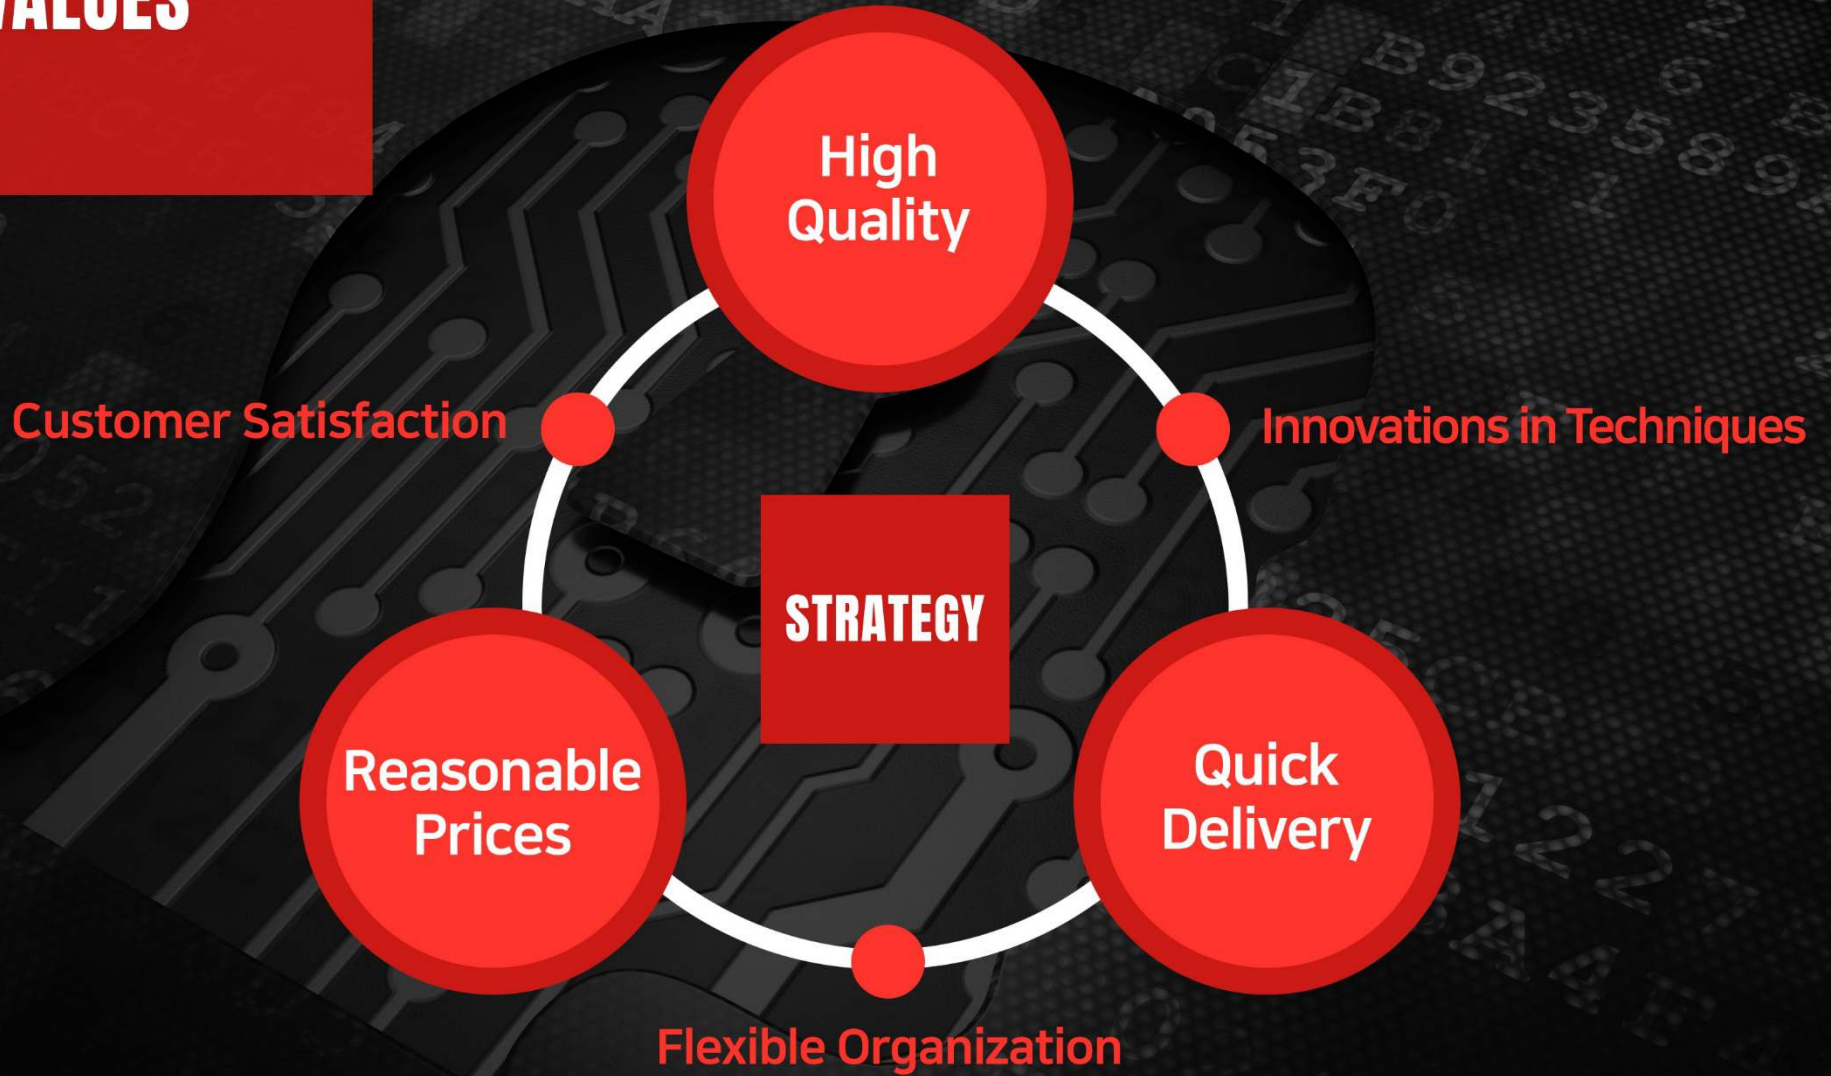 VALUES
High
Quality
Customer Satisfaction
Innovations in Techniques
STRATEGY
Reasonable
Prices
Quick
Delivery
Flexible Organization